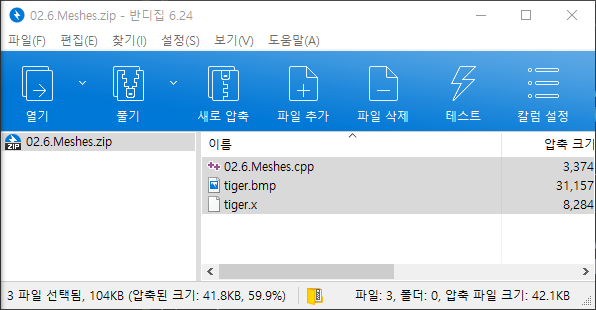 02.6.Meshes.zip - 반디집 6.24
파일(F) 편집(E) 찾기(I) 설정(S) 보기(V) 도움말(A)
열기 풀기 새로 압축 파일 추가 파일 삭제 테스트 칼럼 설정
ZIP 02.6.Meshes.zip
이름 압축 크기
02.6.Meshes.cpp 3,374
tiger.bmp 31,157
tiger.x 8,284
3 파일 선택됨, 104KB (압축된 크기: 41.8KB, 59.9%) 파일: 3, 폴더: 0, 압축 파일 크기: 42.1KB